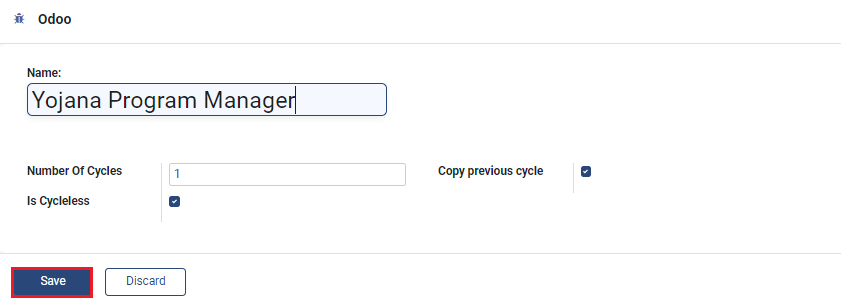 Odoo
Name:
Yojana Program Manager
Number Of Cycles 1 Copy previous cycle
Is Cycleless
Save Discard